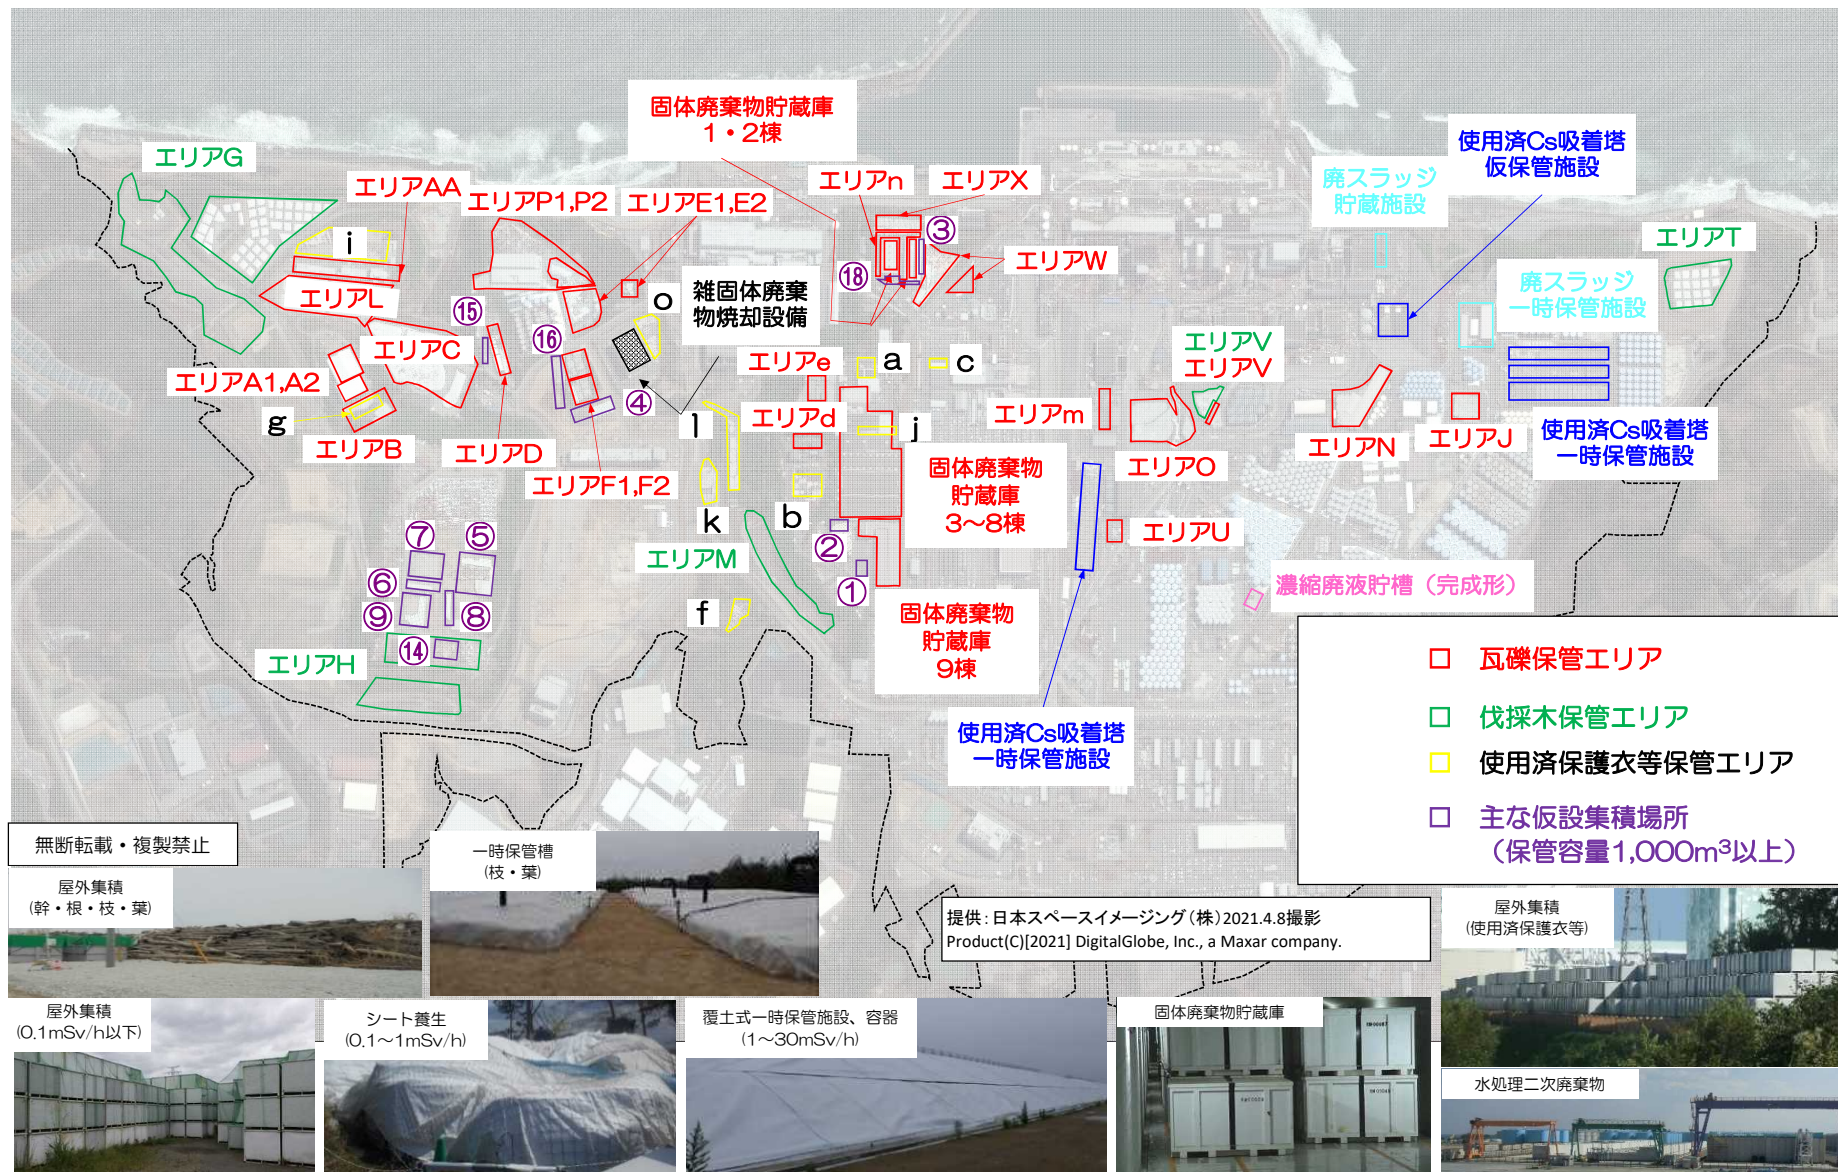 固体廃棄物貯蔵庫
1・2棟
使用済Cs吸着塔
仮保管施設
廃スラッジ
貯蔵施設
エリアG
エリアAA
エリアP1,P2
エリアE1,E2
エリアn
エリアX
③
エリアW
エリアT
i
エリアL
⑱
雑固体廃棄
物焼却設備
o
廃スラッジ
一時保管施設
⑮
⑯
エリアC
エリアA1,A2
g
エリアB
エリアD
④
エリアF1,F2
エリアe
a
c
エリアV
エリアV
l
エリアd
j
エリアm
エリアO
エリアN
エリアJ
使用済Cs吸着塔
一時保管施設
固体廃棄物
貯蔵庫
3～8棟
k
b
エリアU
⑦
⑤
エリアM
②
①
⑥
⑨
⑧
f
濃縮廃液貯槽（完成形）
固体廃棄物
貯蔵庫
9棟
⑭
エリアH
使用済Cs吸着塔
一時保管施設
瓦礫保管エリア
伐採木保管エリア
使用済保護衣等保管エリア
主な仮設集積場所
（保管容量1,000m³以上）
無断転載・複製禁止
屋外集積
(幹・根・枝・葉)
一時保管槽
(枝・葉)
提供：日本スペースイメージング（株）2021.4.8撮影
Product(C)[2021] DigitalGlobe, Inc., a Maxar company.
屋外集積
(使用済保護衣等)
屋外集積
(0.1mSv/h以下)
シート養生
(0.1～1mSv/h)
覆土式一時保管施設、容器
(1～30mSv/h)
固体廃棄物貯蔵庫
水処理二次廃棄物